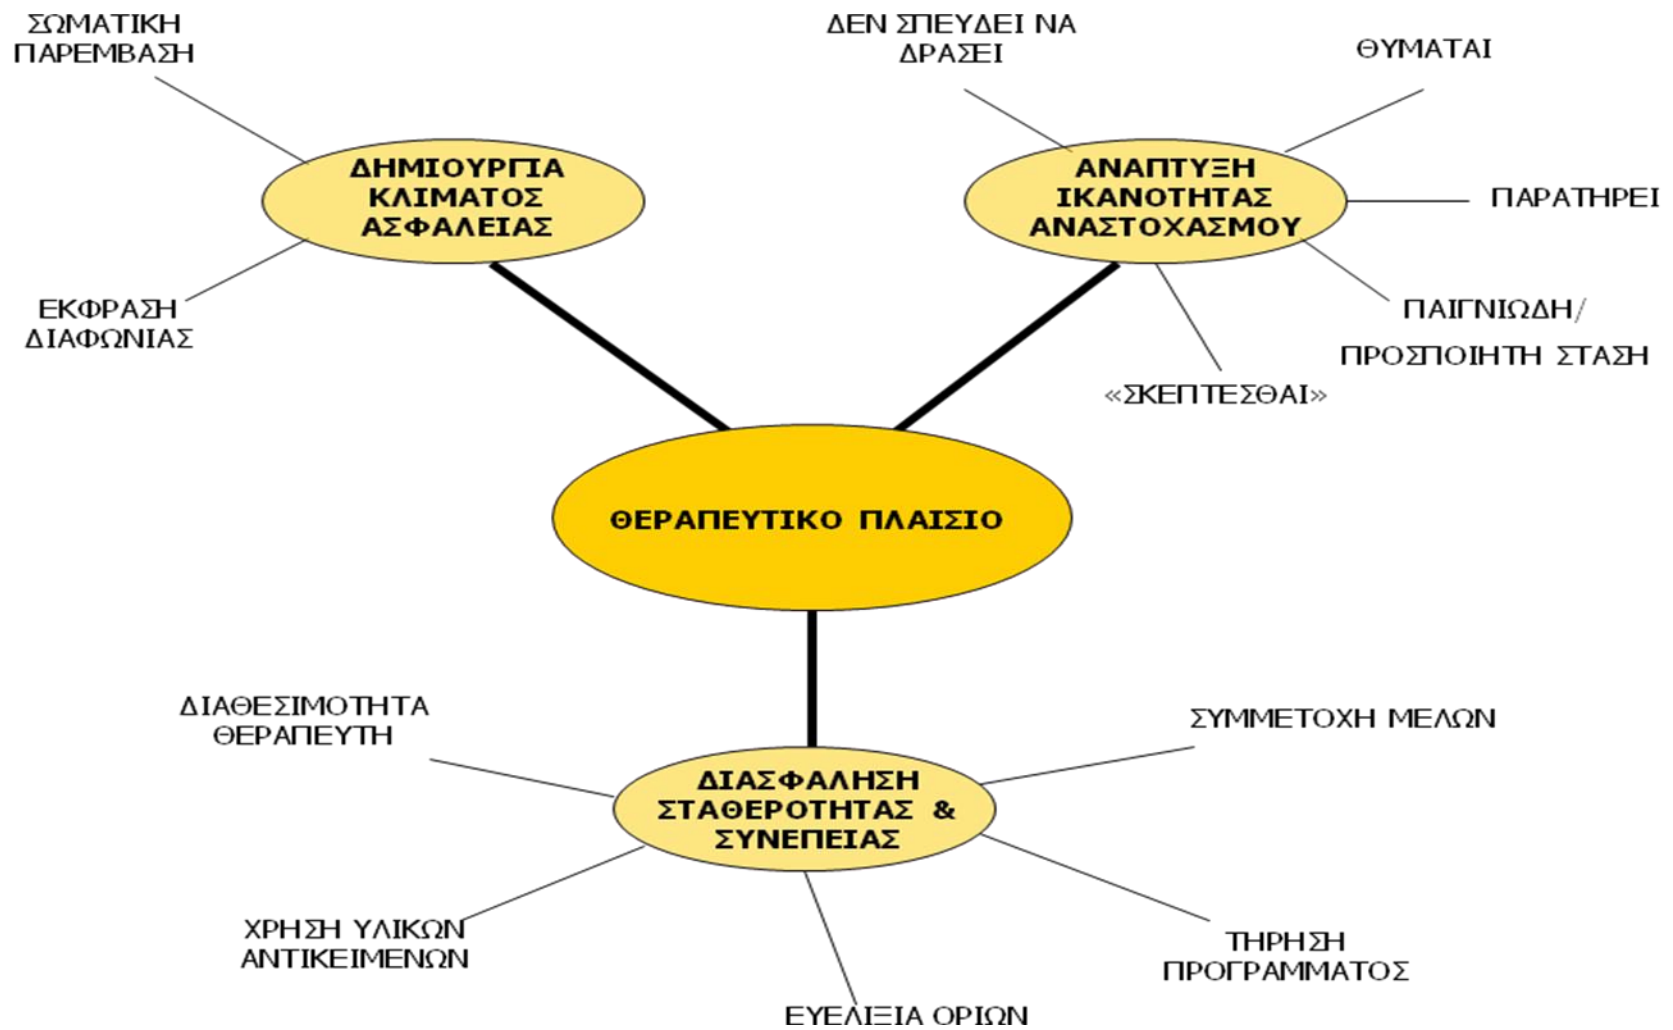 ΣΩΜΑΤΙΚΗ
ΠΑΡΕΜΒΑΣΗ
ΔΗΜΙΟΥΡΓΙΑ
ΚΛΙΜΑΤΟΣ
ΑΣΦΑΛΕΙΑΣ
ΕΚΦΡΑΣΗ
ΔΙΑΦΩΝΙΑΣ
ΔΕΝ ΣΠΕΥΔΕΙ ΝΑ
ΔΡΑΣΕΙ
ΘΥΜΑΤΑΙ
ΑΝΑΠΤΥΞΗ
ΙΚΑΝΟΤΗΤΑΣ
ΑΝΑΣΤΟΧΑΣΜΟΥ
ΠΑΡΑΤΗΡΕΙ
ΠΑΙΓΝΙΩΔΗ/
ΠΡΟΣΠΟΙΗΤΗ ΣΤΑΣΗ
«ΣΚΕΠΤΕΣΘΑΙ»
ΘΕΡΑΠΕΥΤΙΚΟ ΠΛΑΙΣΙΟ
ΔΙΑΘΕΣΙΜΟΤΗΤΑ
ΘΕΡΑΠΕΥΤΗ
ΣΥΜΜΕΤΟΧΗ ΜΕΛΩΝ
ΔΙΑΣΦΑΛΗΣΗ
ΣΤΑΘΕΡΟΤΗΤΑΣ &
ΣΥΝΕΠΕΙΑΣ
ΧΡΗΣΗ ΥΛΙΚΩΝ
ΑΝΤΙΚΕΙΜΕΝΩΝ
ΤΗΡΗΣΗ
ΠΡΟΓΡΑΜΜΑΤΟΣ
ΕΥΕΛΙΞΙΑ ΟΡΙΩΝ